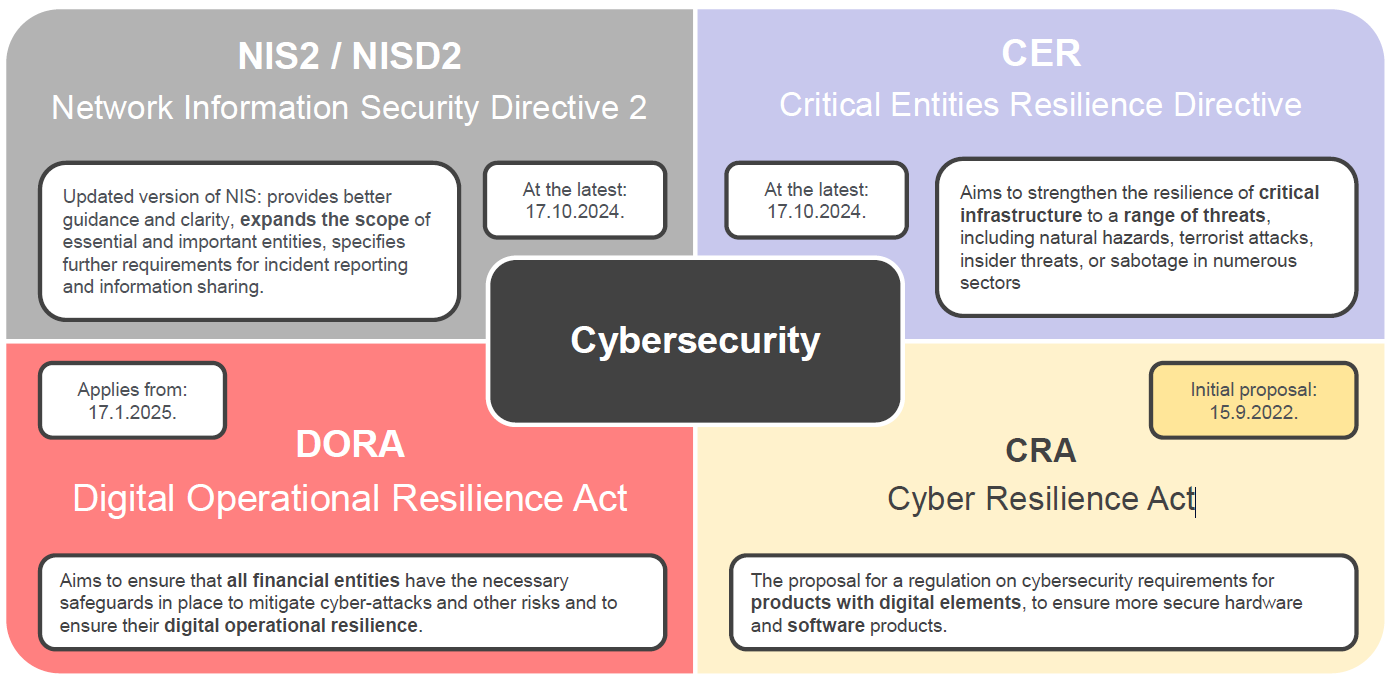 NIS2 / NISD2
Network Information Security Directive 2
Updated version of NIS: provides better
guidance and clarity, expands the scope of
essential and important entities, specifies
further requirements for incident reporting
and information sharing.
At the latest:
17.10.2024.
CER
Critical Entities Resilience Directive
At the latest:
17.10.2024.
Aims to strengthen the resilience of critical
infrastructure to a range of threats,
including natural hazards, terrorist attacks,
insider threats, or sabotage in numerous
sectors
Cybersecurity
Applies from:
17.1.2025.
DORA
Digital Operational Resilience Act
Aims to ensure that all financial entities have the necessary
safeguards in place to mitigate cyber-attacks and other risks and to
ensure their digital operational resilience.
Initial proposal:
15.9.2022.
CRA
Cyber Resilience Act
The proposal for a regulation on cybersecurity requirements for
products with digital elements, to ensure more secure hardware
and software products.